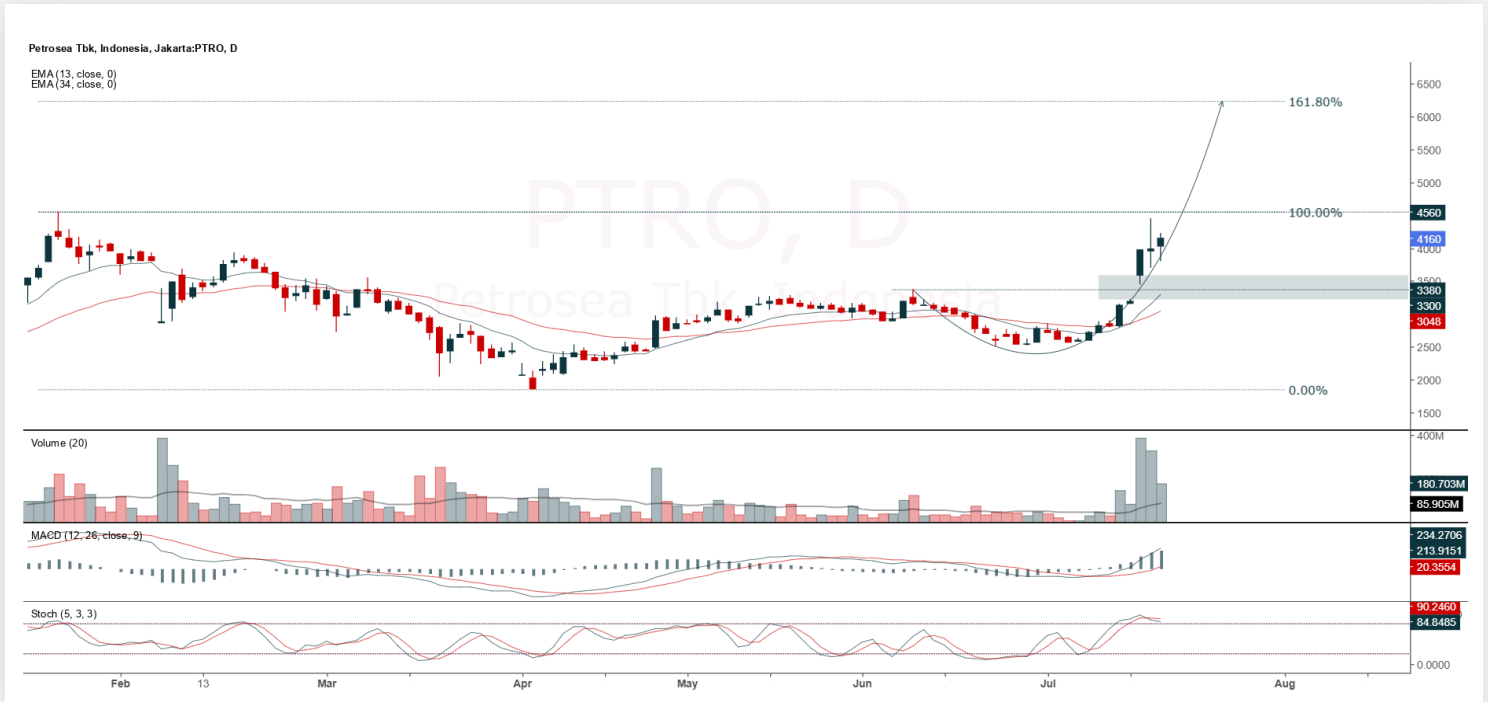 Petrosea Tbk, Indonesia, Jakarta:PTRO, D
EMA (13, close, 0)
EMA (34, close, 0)
PTRO, D
Petrosea Tbk, Indonesia
161.80%
100.00%
0.00%
6500
6000
5500
5000
4560
4160
4000
3500
3380
3300
3048
2500
2000
1500
Volume (20)
400M
180.703M
85.905M
MACD (12, 26, close, 9)
234.2706
213.9151
20.3554
Stoch (5, 3, 3)
90.2460
84.8485
0.0000
Feb 13 Mar Apr May Jun Jul Aug